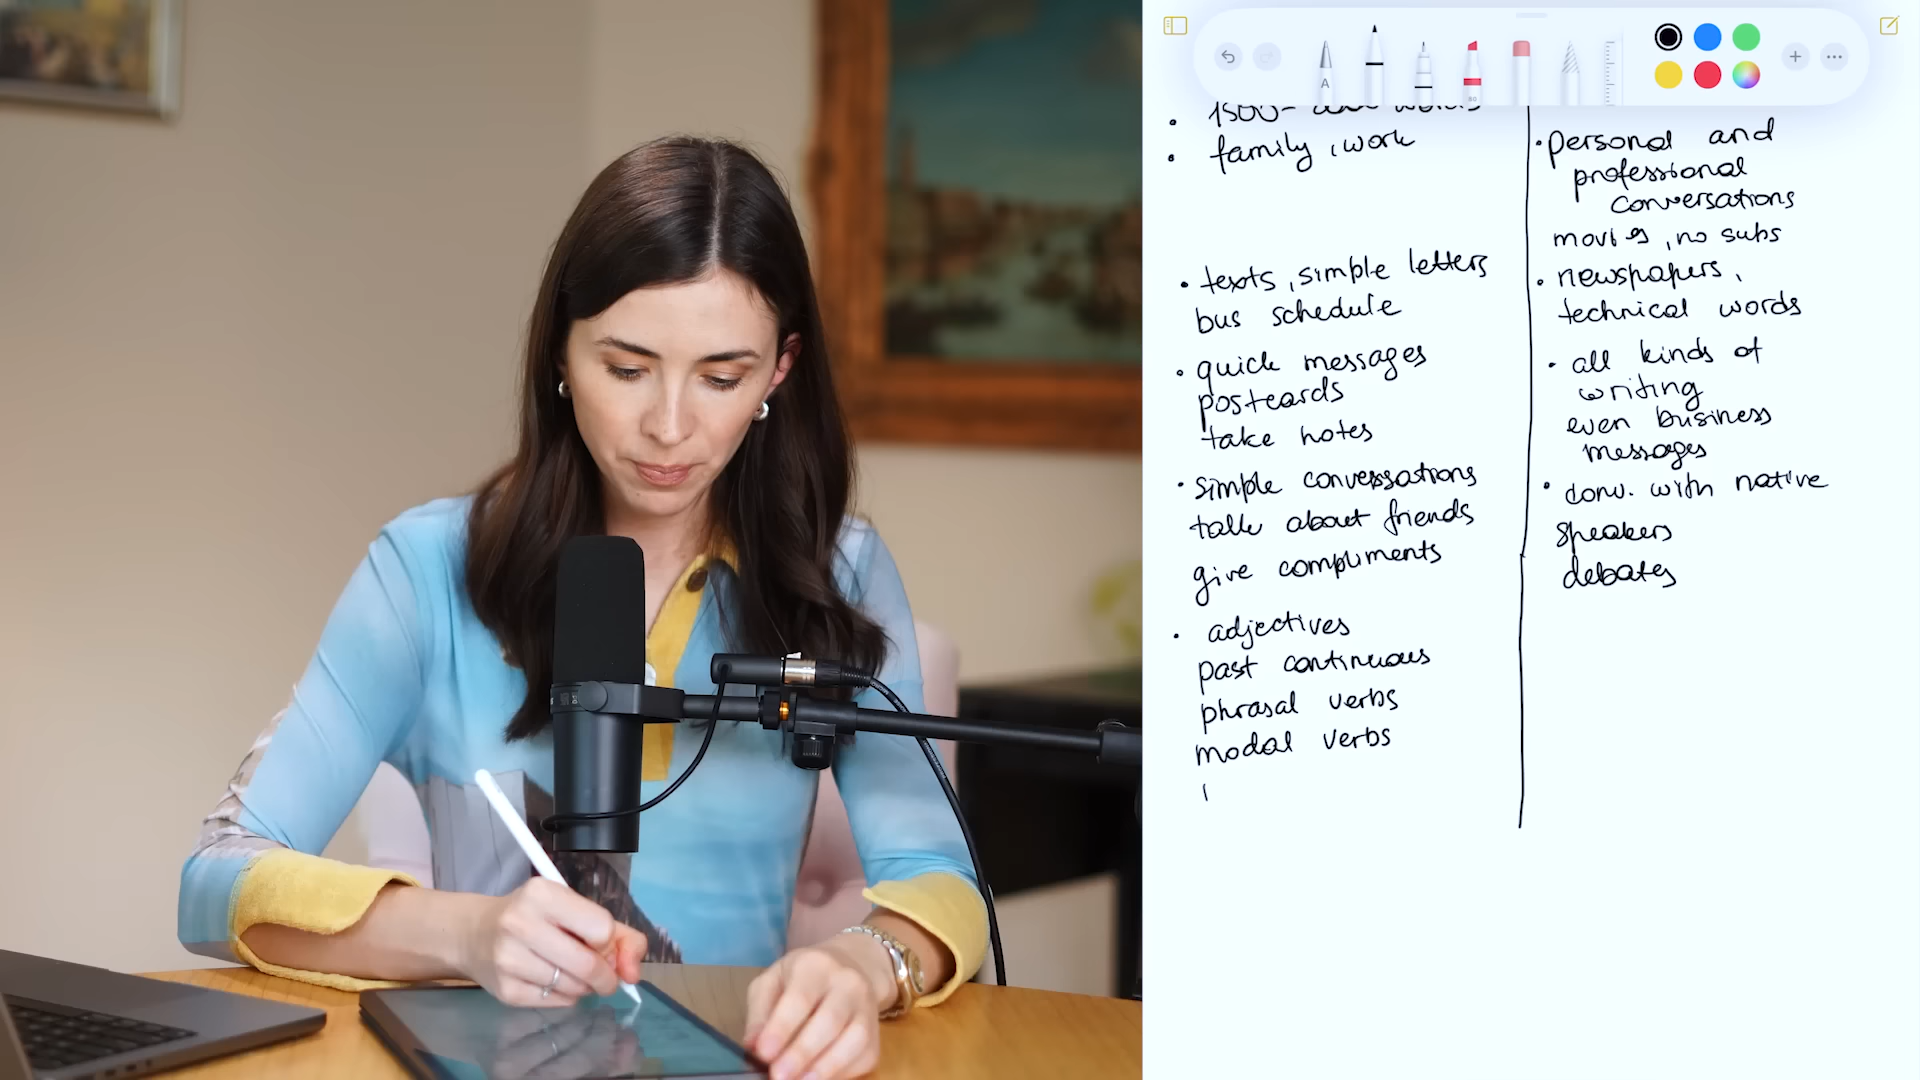 family, work
texts, simple letters
bus schedule
quick messages
postcards
take notes
simple conversations
talk about friends
give compliments
adjectives
past continuous
phrasal verbs
modal verbs
personal and
professional
conversations
movies, no subs
newspapers,
technical words
all kinds of
writing
even business
messages
conv. with native
speakers
debates
A
80